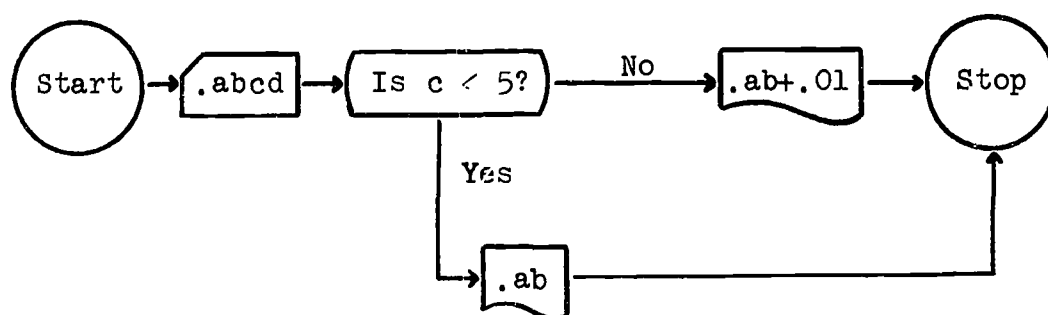 Start
.abcd
Is c < 5?
No
.ab+.01
Stop
Yes
.ab